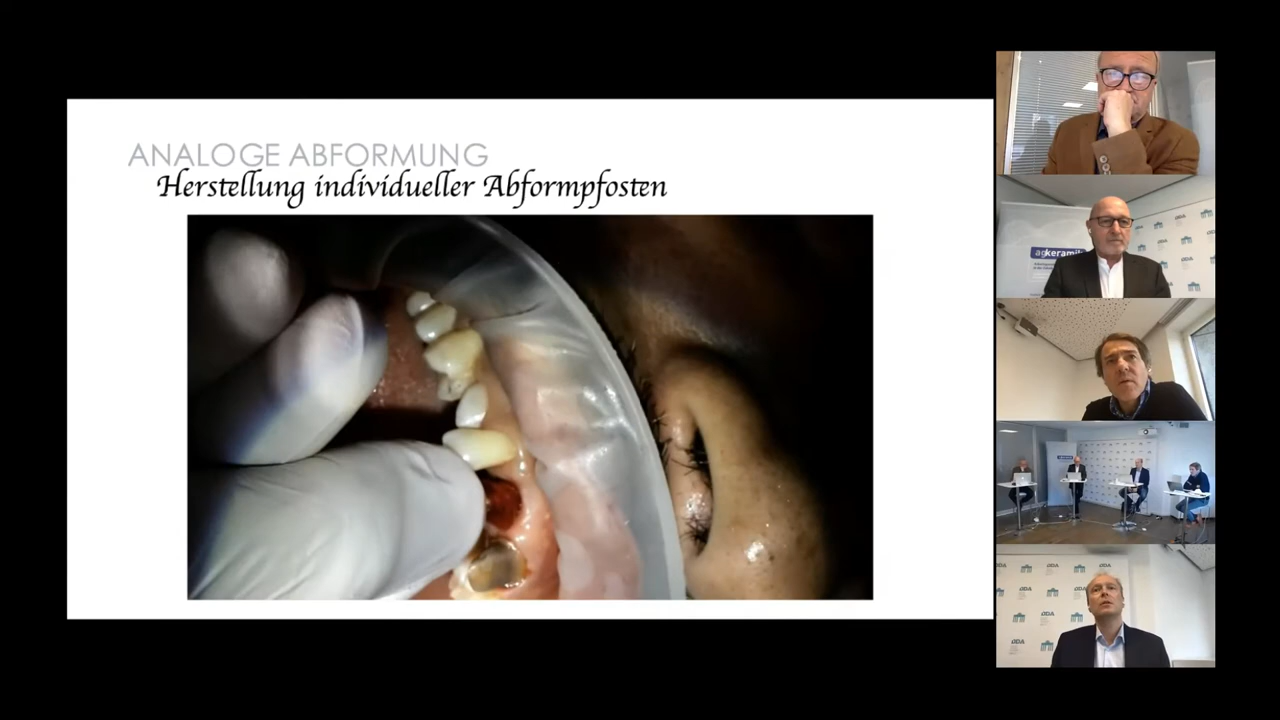 ANALOGE ABFORMUNG
Herstellung individueller Abformpfosten
agkeramik